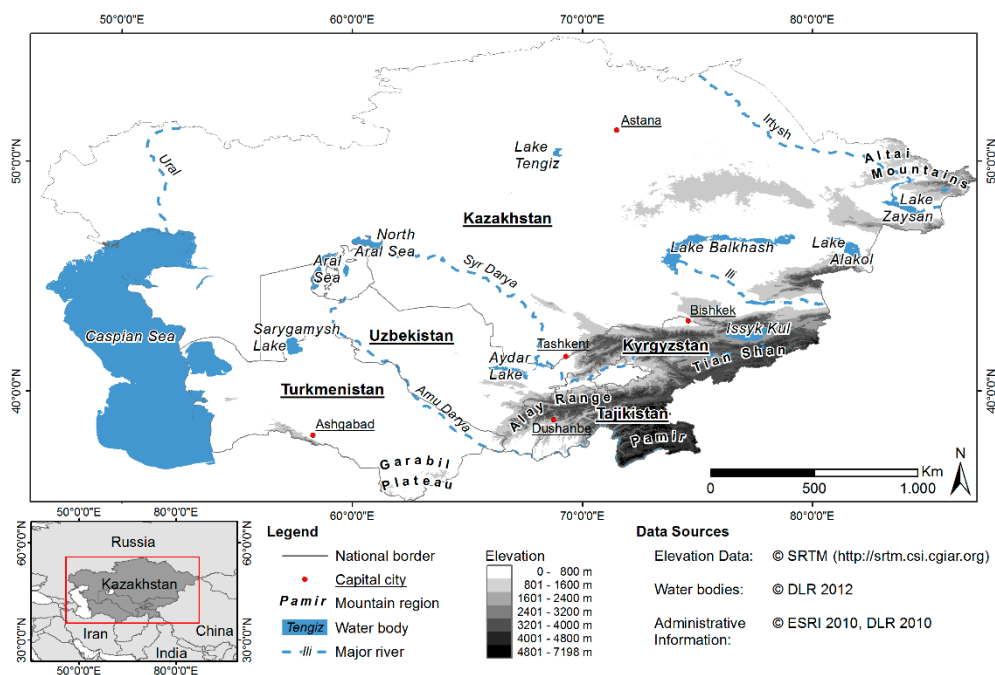 50°0'0"E 60°0'0"E 70°0'0"E 80°0'0"E
50°0'0"N
40°0'0"N
50°0'0"N
40°0'0"N
Astana
Irtysh
Ural
Lake
Tengiz
Altai
Mountains
Lake
Zaysan
Kazakhstan
North
Aral Sea
Aral
Sea
Lake Balkhash
Lake
Alakol
Syr Darya
Ili
Caspian Sea
Sarygamysh
Lake
Uzbekistan
Bishkek
Issyk Kul
Tashkent
Kyrgyzstan
Tian Shan
Aydar
Lake
Turkmenistan
Amu Darya
Alay Range
Tajikistan
Ashgabad
Dushanbe
Pamir
Garabil
Plateau
N
Km
0 500 1.000
60°0'0"E 70°0'0"E 80°0'0"E
50°0'0"E 80°0'0"E
60°0'0"N
30°0'0"N
60°0'0"N
30°0'0"N
Russia
Kazakhstan
Iran
China
India
50°0'0"E 80°0'0"E
Legend
National border
Capital city
Pamir Mountain region
Tengiz Water body
Ili Major river
Elevation
0 - 800 m
801 - 1600 m
1601 - 2400 m
2401 - 3200 m
3201 - 4000 m
4001 - 4800 m
4801 - 7198 m
Data Sources
Elevation Data: © SRTM (http://srtm.csi.cgiar.org)
Water bodies: © DLR 2012
Administrative © ESRI 2010, DLR 2010
Information: